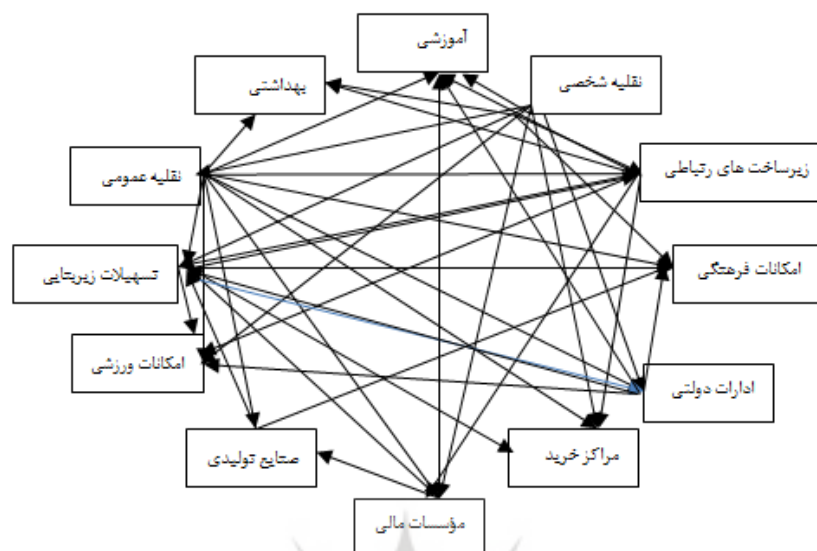 آموزشی
نقلیه شخصی
بهداشتی
زیرساخت های رتباطی
نقلیه عمومی
امکانات فرهنگی
تسهیلات زیربنایی
امکانات ورزشی
ادارات دولتی
صنایع تولیدی
مراکز خرید
مؤسسات مالی